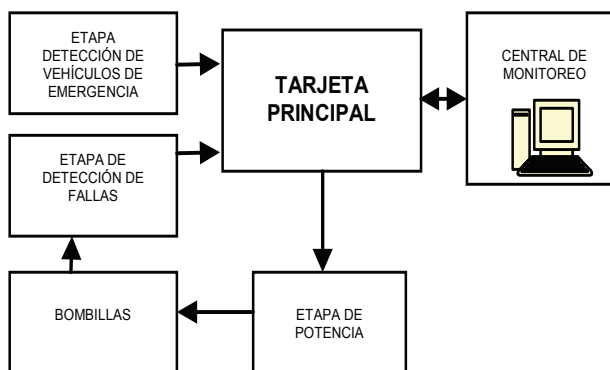 ETAPA
DETECCIÓN DE
VEHÍCULOS DE
EMERGENCIA
TARJETA
PRINCIPAL
CENTRAL DE
MONITOREO
ETAPA DE
DETECCIÓN DE
FALLAS
BOMBILLAS
ETAPA DE
POTENCIA